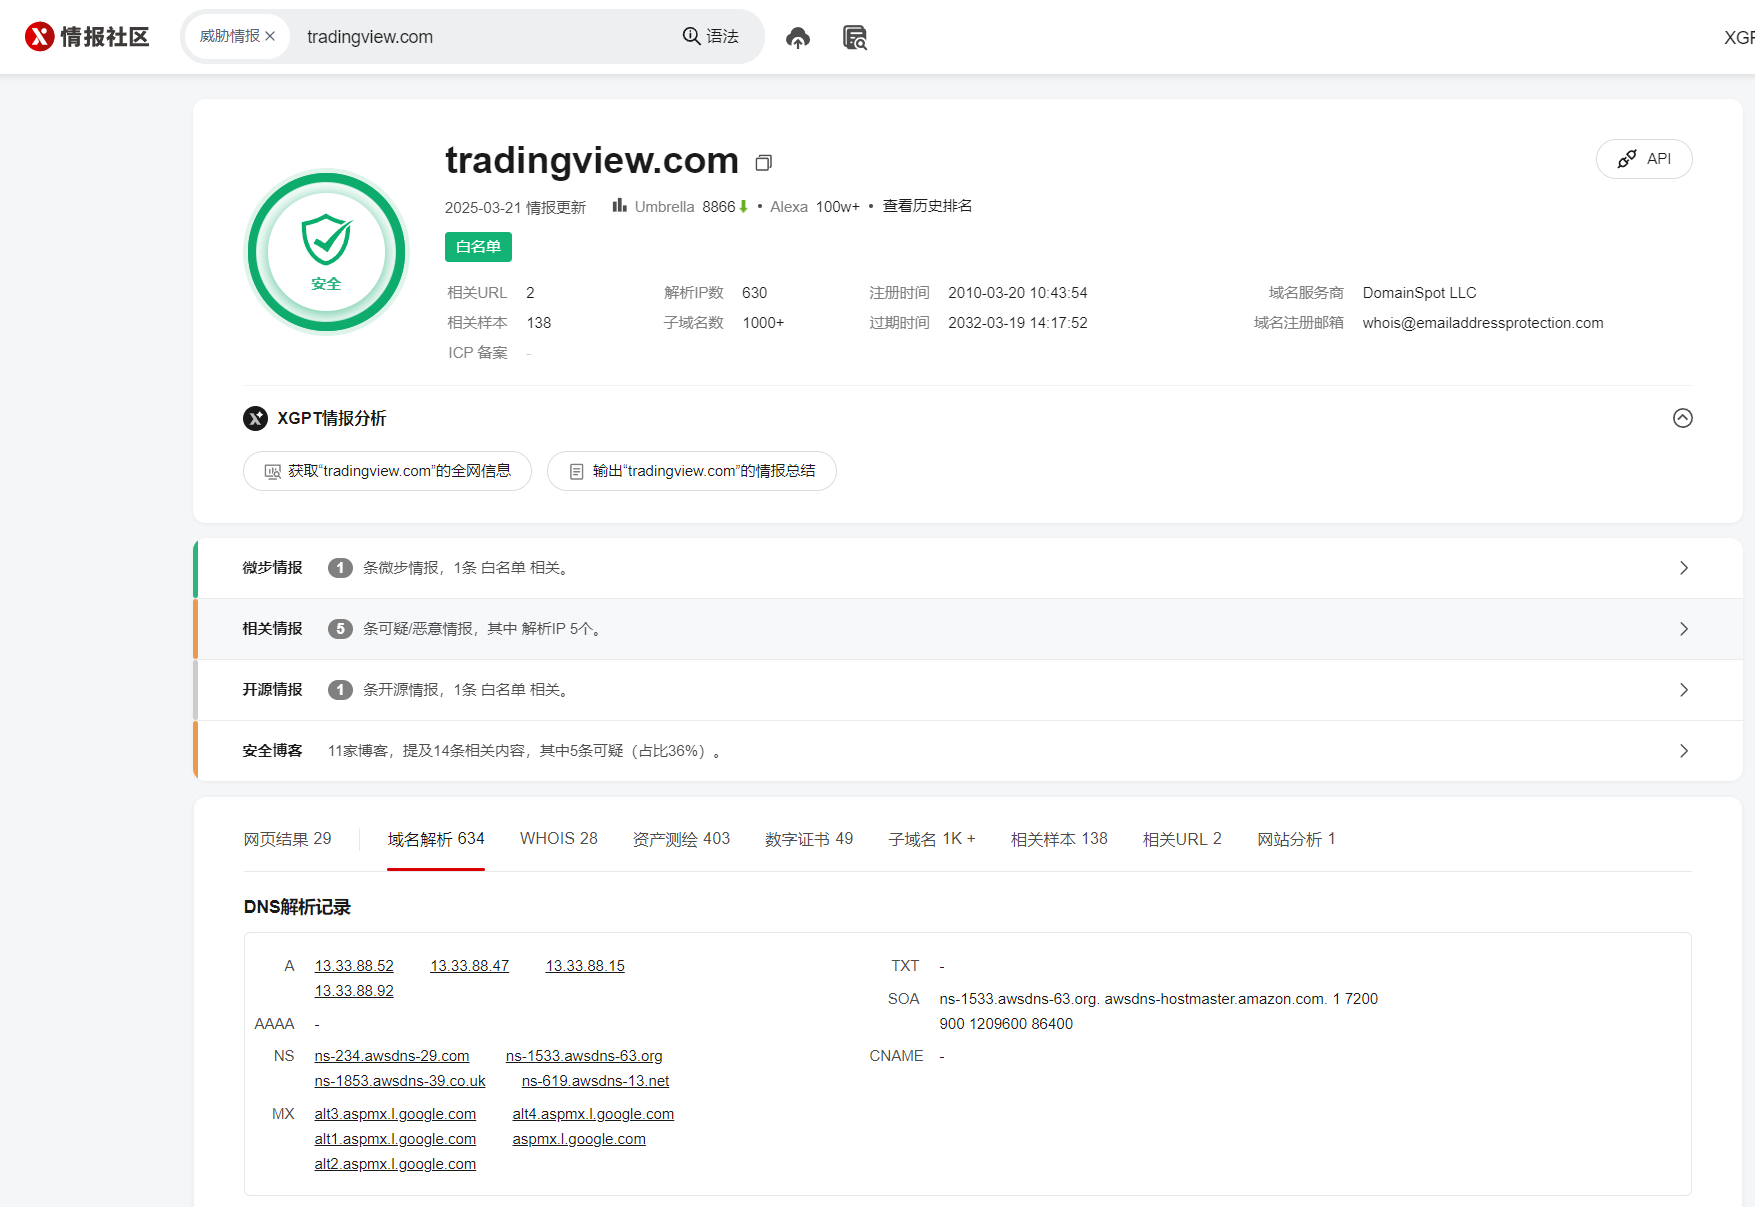 情报社区 威胁情报 × tradingview.com 语法
tradingview.com
API
2025-03-21 情报更新 Umbrella 8866 • Alexa 100w+ • 查看历史排名
白名单
安全
相关URL 2 解析IP数 630 注册时间 2010-03-20 10:43:54 域名服务商 DomainSpot LLC
相关样本 138 子域名数 1000+ 过期时间 2032-03-19 14:17:52 域名注册邮箱 whois@emailaddressprotection.com
ICP 备案 -
XGPT情报分析
获取“tradingview.com”的全网信息 输出“tradingview.com”的情报总结
微步情报 1 条微步情报，1条 白名单 相关。
相关情报 5 条可疑/恶意情报，其中 解析IP 5个。
开源情报 1 条开源情报，1条 白名单 相关。
安全博客 11家博客，提及14条相关内容，其中5条可疑（占比36%）。
网页结果 29 域名解析 634 WHOIS 28 资产测绘 403 数字证书 49 子域名 1K + 相关样本 138 相关URL 2 网站分析 1
DNS解析记录
A 13.33.88.52 13.33.88.47 13.33.88.15
13.33.88.92
AAAA -
NS ns-234.awsdns-29.com ns-1533.awsdns-63.org
ns-1853.awsdns-39.co.uk ns-619.awsdns-13.net
MX alt3.aspmx.l.google.com alt4.aspmx.l.google.com
alt1.aspmx.l.google.com aspmx.l.google.com
alt2.aspmx.l.google.com
TXT -
SOA ns-1533.awsdns-63.org. awsdns-hostmaster.amazon.com. 1 7200
900 1209600 86400
CNAME -